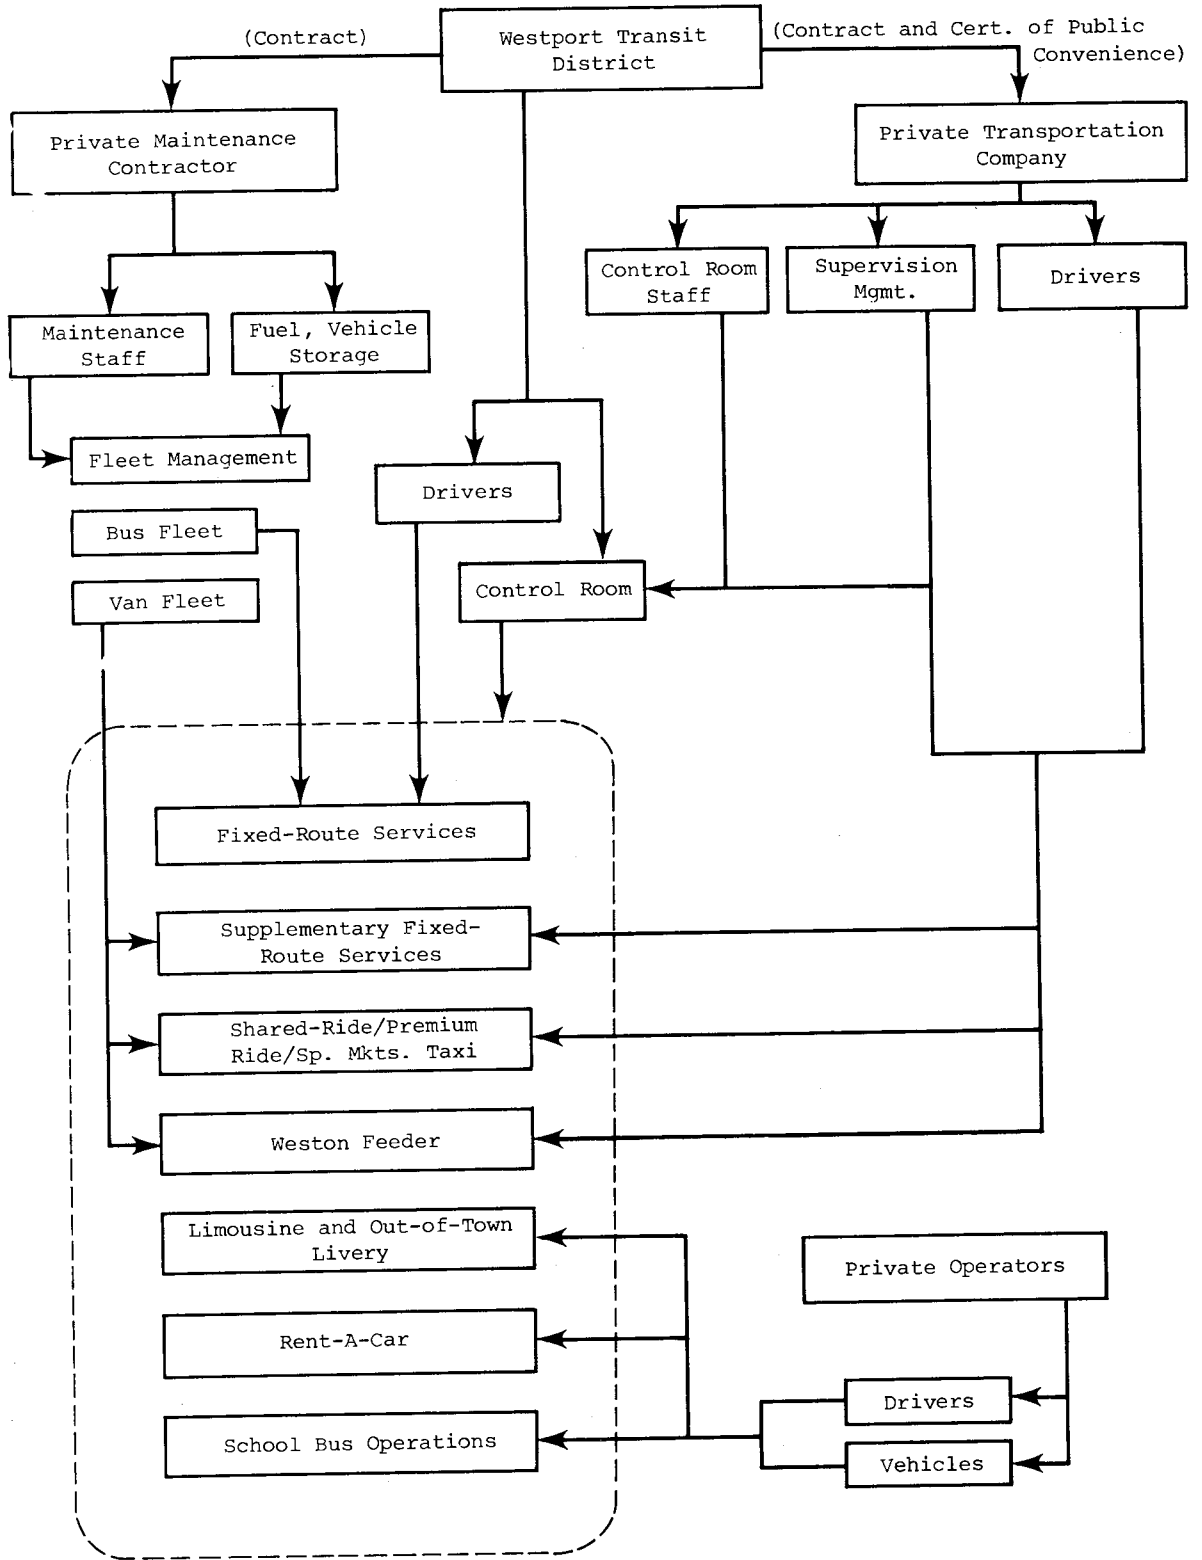 (Contract)
Westport Transit
District
(Contract and Cert. of Public
Convenience)
Private Maintenance
Contractor
Private Transportation
Company
Control Room
Staff
Supervision
Mgmt.
Drivers
Maintenance
Staff
Fuel, Vehicle
Storage
Fleet Management
Drivers
Bus Fleet
Control Room
Van Fleet
Fixed-Route Services
Supplementary Fixed-
Route Services
Shared-Ride/Premium
Ride/Sp. Mkts. Taxi
Weston Feeder
Limousine and Out-of-Town
Livery
Private Operators
Rent-A-Car
Drivers
School Bus Operations
Vehicles